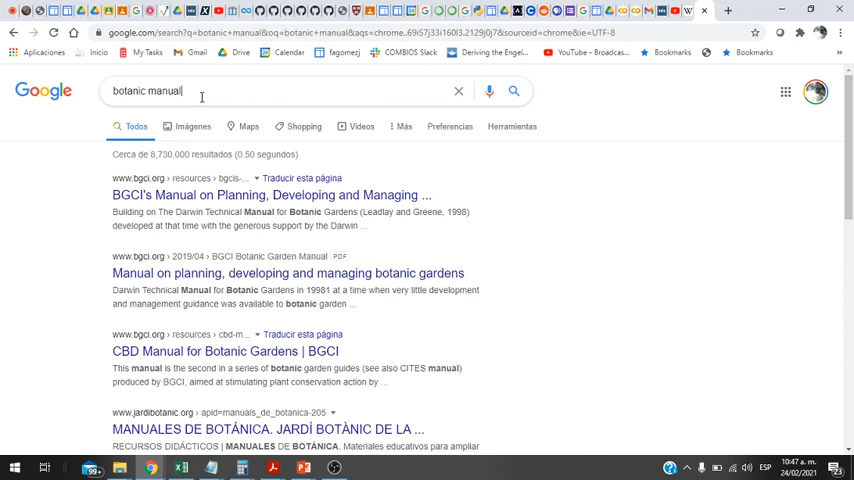 google.com/search?q=botanic+manual&oq=botanic+manual&aqs=chrome..69i57j33i160l3.2129j0j7&sourceid=chrome&ie=UTF-8
Aplicaciones Inicio My Tasks Gmail Drive Calendar fagomezj COMBIOS Slack Deriving the Engel... YouTube - Broadcas... Bookmarks Bookmarks
Google botanic manual
Todos Imágenes Maps Shopping Videos Más Preferencias Herramientas
Cerca de 8,730,000 resultados (0.50 segundos)
www.bgci.org › resources › bgcis-... Traducir esta página
BGCI's Manual on Planning, Developing and Managing ...
Building on The Darwin Technical Manual for Botanic Gardens (Leadlay and Greene, 1998)
developed at that time with the generous support by the Darwin ...
www.bgci.org › 2019/04 › BGCI Botanic Garden Manual PDF
Manual on planning, developing and managing botanic gardens
Darwin Technical Manual for Botanic Gardens in 19981 at a time when very little development
and management guidance was available to botanic garden ...
www.bgci.org › resources › cbd-m... Traducir esta página
CBD Manual for Botanic Gardens | BGCI
This manual is the second in a series of botanic garden guides (see also CITES manual)
produced by BGCI, aimed at stimulating plant conservation action by ...
www.jardibotanic.org › apid=manuals_de_botanica-205
MANUALES DE BOTÁNICA. JARDÍ BOTÀNIC DE LA ...
RECURSOS DIDÁCTICOS | MANUALES DE BOTÁNICA. Materiales educativos para ampliar
99+ ESP 10:47 a. m.
24/02/2021 23